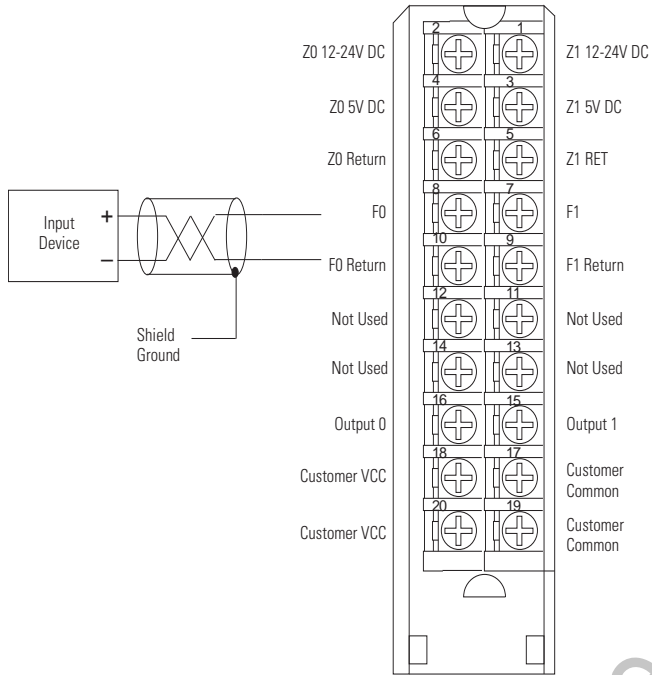 2 1
Z0 12-24V DC Z1 12-24V DC
4 3
Z0 5V DC Z1 5V DC
6 5
Z0 Return Z1 RET
8 7
Input
Device
+
–
F0 F1
10 9
F0 Return F1 Return
12 11
Shield
Ground
Not Used Not Used
14 13
Not Used Not Used
16 15
Output 0 Output 1
18 17
Customer VCC Customer
Common
20 19
Customer VCC Customer
Common